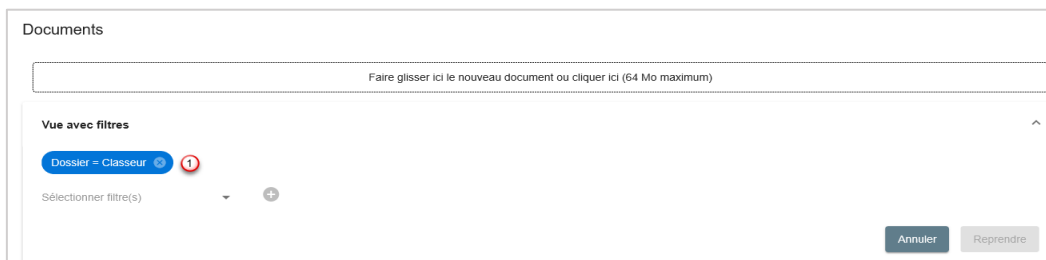 Documents
Faire glisser ici le nouveau document ou cliquer ici (64 Mo maximum)
Vue avec filtres
Dossier = Classeur 1
Sélectionner filtre(s)
Annuler Reprendre